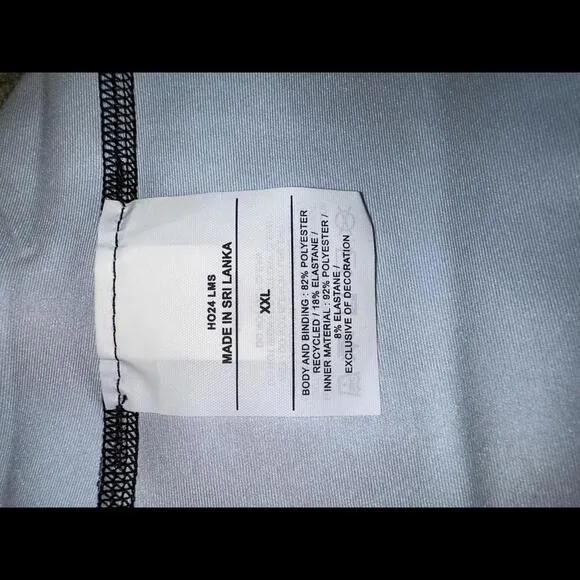 HO24 LMS
MADE IN SRI LANKA
XXL
BODY AND BINDING : 82% POLYESTER
RECYCLED / 18% ELASTANE /
INNER MATERIAL : 92% POLYESTER /
8% ELASTANE /
EXCLUSIVE OF DECORATION